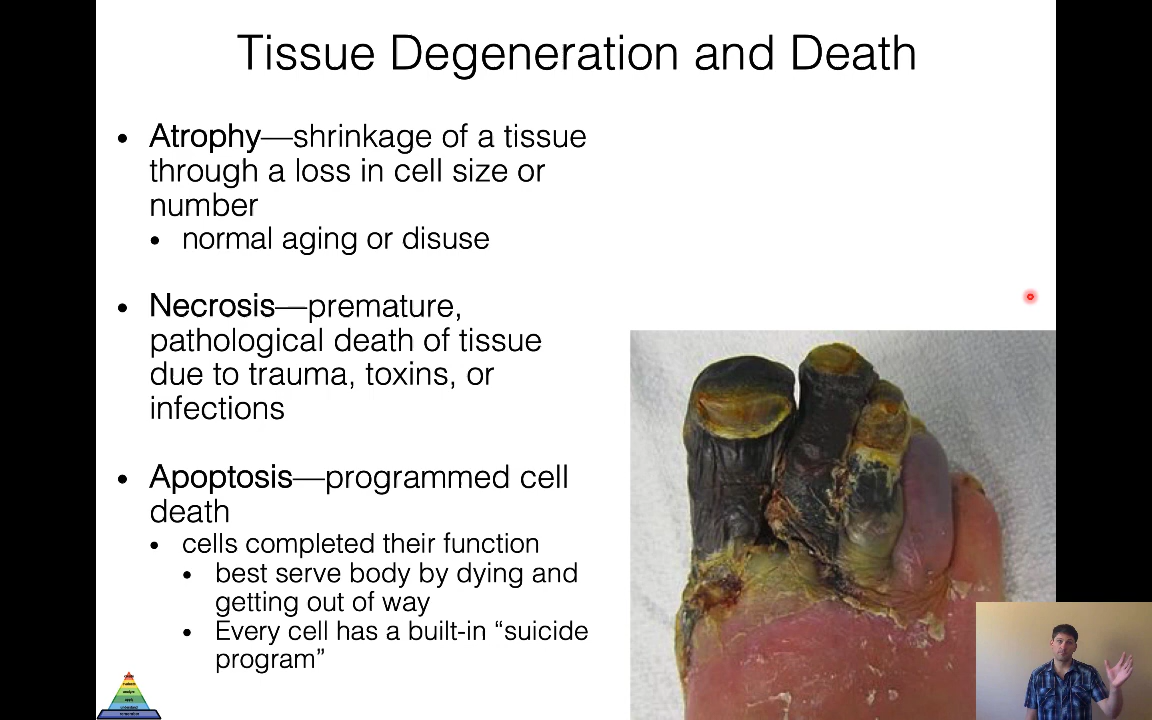 Tissue Degeneration and Death
• Atrophy—shrinkage of a tissue
through a loss in cell size or
number
• normal aging or disuse
• Necrosis—premature,
pathological death of tissue
due to trauma, toxins, or
infections
• Apoptosis—programmed cell
death
• cells completed their function
• best serve body by dying and
getting out of way
• Every cell has a built-in “suicide
program”